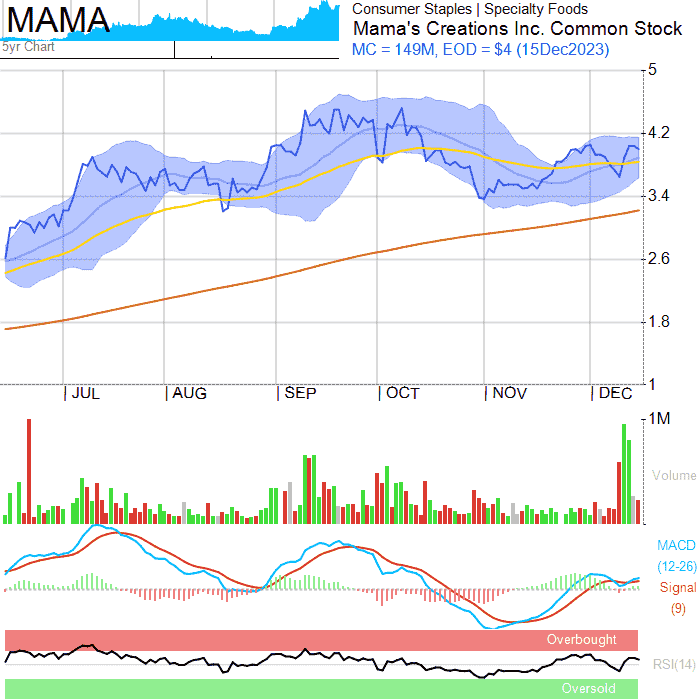 MAMA
5yr Chart
Consumer Staples | Specialty Foods
Mama's Creations Inc. Common Stock
MC = 149M, EOD = $4 (15Dec2023)
5
4.2
3.4
2.6
1.8
1
JUL AUG SEP OCT NOV DEC
1M
Volume
MACD
(12-26)
Signal
(9)
Overbought
RSI(14)
Oversold